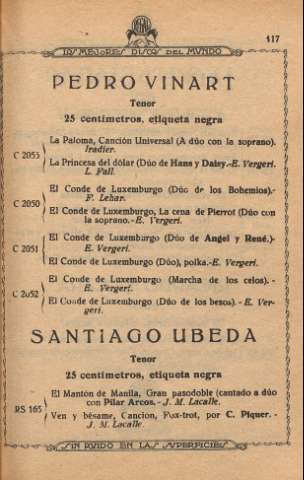 117
LOS MEJORES DISCOS DEL MUNDO
PEDRO VINART
Tenor
25 centímetros, etiqueta negra
La Paloma, Canción Universal (A dúo con la soprano).
Iradier.
C 2055
La Princesa del dólar (Dúo de Hans y Daisy.-E. Vergeri.
L. Fall.
El Conde de Luxemburgo (Dúo de los Bohemios).-
F. Lehar.
C 2050
El Conde de Luxemburgo, La cena de Pierrot (Dúo con
la soprano.-E. Vergeri.
El Conde de Luxemburgo (Dúo de Angel y René.)-
E. Vergeri.
C 2051
El Conde de Luxemburgo (Dúo), polka.-E. Vergeri.
El Conde de Luxemburgo (Marcha de los celos). -
E. Vergeri.
C 2052
El Conde de Luxemburgo (Dúo de los besos). - E. Ver-
geri.
SANTIAGO UBEDA
Tenor
25 centímetros, etiqueta negra
El Mantón de Manila, Gran pasodoble (cantado a dúo
con Pilar Arcos. - J. M. Lacalle.
RS 165
Ven y bésame, Canción, Fox-trot, por C. Piquer. -
J. M. Lacalle.
SIN RUIDO EN LAS SUPERFICIES